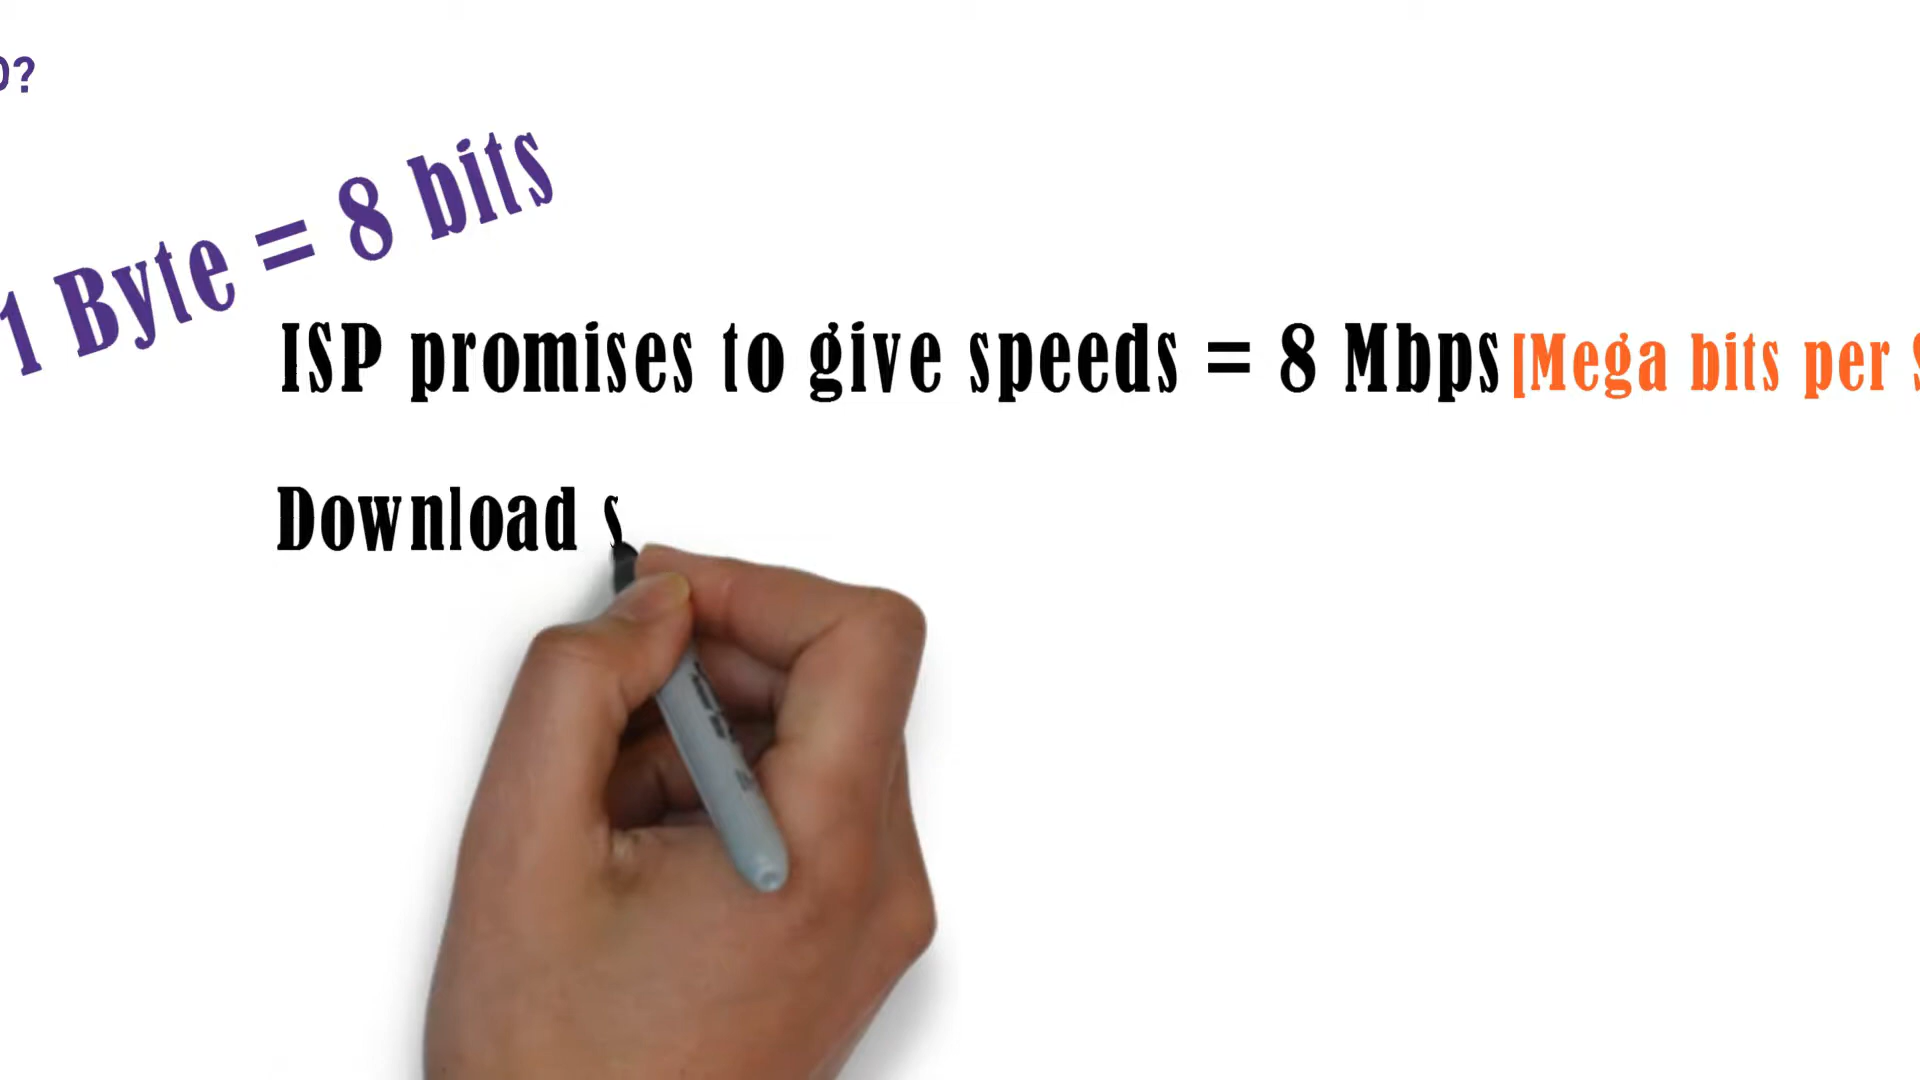 ?
1 Byte = 8 bits
ISP promises to give speeds = 8 Mbps [Mega bits per
Download s